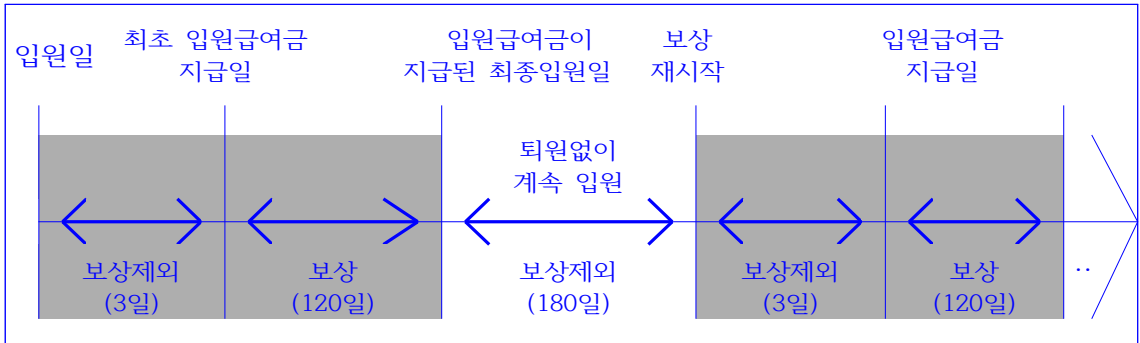 입원일
최초 입원급여금
지급일
입원급여금이
지급된 최종입원일
보상
재시작
입원급여금
지급일
퇴원없이
계속 입원
보상제외
(3일)
보상
(120일)
보상제외
(180일)
보상제외
(3일)
보상
(120일)
..